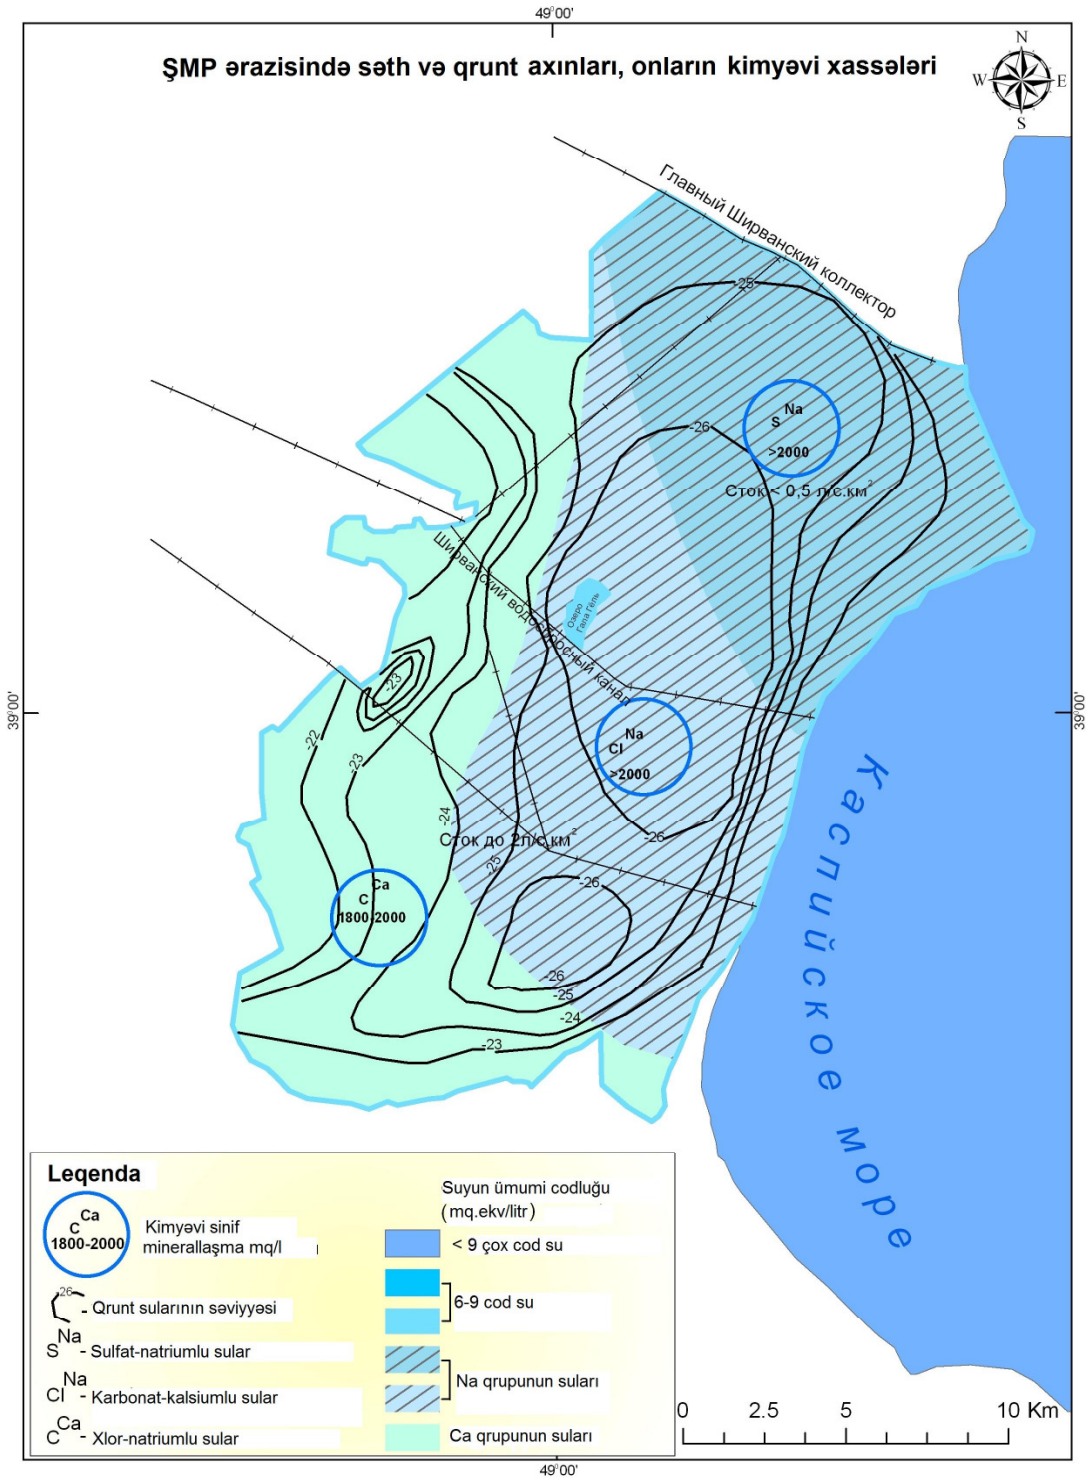 49°00'
ŞMP ərazisində səth və qrunt axınları, onların kimyəvi xassələri
N
W E
S
Главный Ширванский коллектор
-25
-26
Na
S
>2000
Сток < 0,5 л/с.км²
Ширванский водосбросный канал
Озеро
Гала Гёль
-23
39°00'
39°00'
-22
-23
Na
Cl
>2000
-24
-26
Сток до 2л/с.км²
-25
-26
Ca
C
1800-2000
-26
-25
-24
-23
Каспийское море
Leqenda
Ca
C
1800-2000
Kimyəvi sinif
minerallaşma mq/l
26
- Qrunt sularının səviyyəsi
Na
S - Sulfat-natriumlu sular
Na
Cl - Karbonat-kalsiumlu sular
Ca
C - Xlor-natriumlu sular
Suyun ümumi codluğu
(mq.ekv/litr)
< 9 çox cod su
6-9 cod su
Na qrupunun suları
Ca qrupunun suları
0 2.5 5 10 Km
49°00'